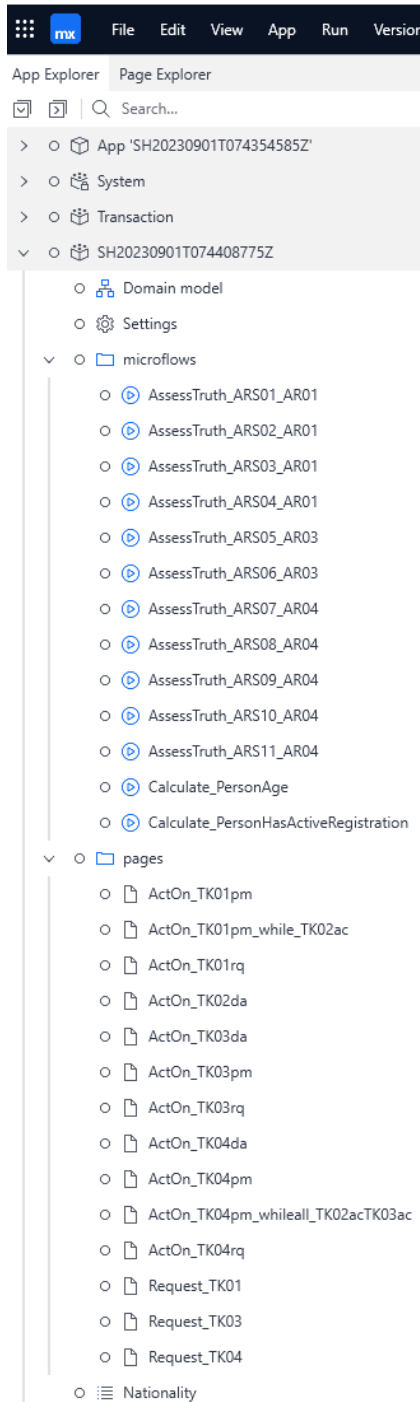 mx File Edit View App Run Version
App Explorer Page Explorer
Search...
App 'SH20230901T074354585Z'
System
Transaction
SH20230901T074408775Z
Domain model
Settings
microflows
AssessTruth_ARS01_AR01
AssessTruth_ARS02_AR01
AssessTruth_ARS03_AR01
AssessTruth_ARS04_AR01
AssessTruth_ARS05_AR03
AssessTruth_ARS06_AR03
AssessTruth_ARS07_AR04
AssessTruth_ARS08_AR04
AssessTruth_ARS09_AR04
AssessTruth_ARS10_AR04
AssessTruth_ARS11_AR04
Calculate_PersonAge
Calculate_PersonHasActiveRegistration
pages
ActOn_TK01pm
ActOn_TK01pm_while_TK02ac
ActOn_TK01rq
ActOn_TK02da
ActOn_TK03da
ActOn_TK03pm
ActOn_TK03rq
ActOn_TK04da
ActOn_TK04pm
ActOn_TK04pm_whileall_TK02acTK03ac
ActOn_TK04rq
Request_TK01
Request_TK03
Request_TK04
Nationality